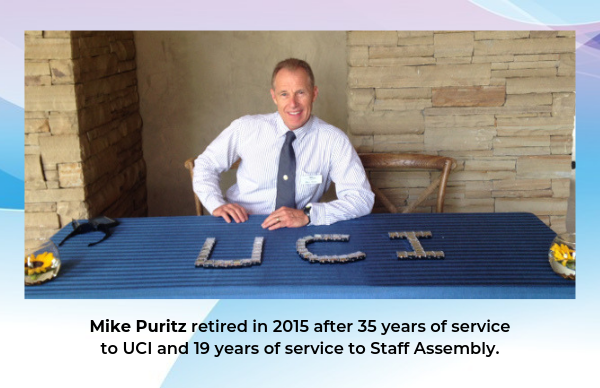 UCI
Mike Puritz retired in 2015 after 35 years of service
to UCI and 19 years of service to Staff Assembly.